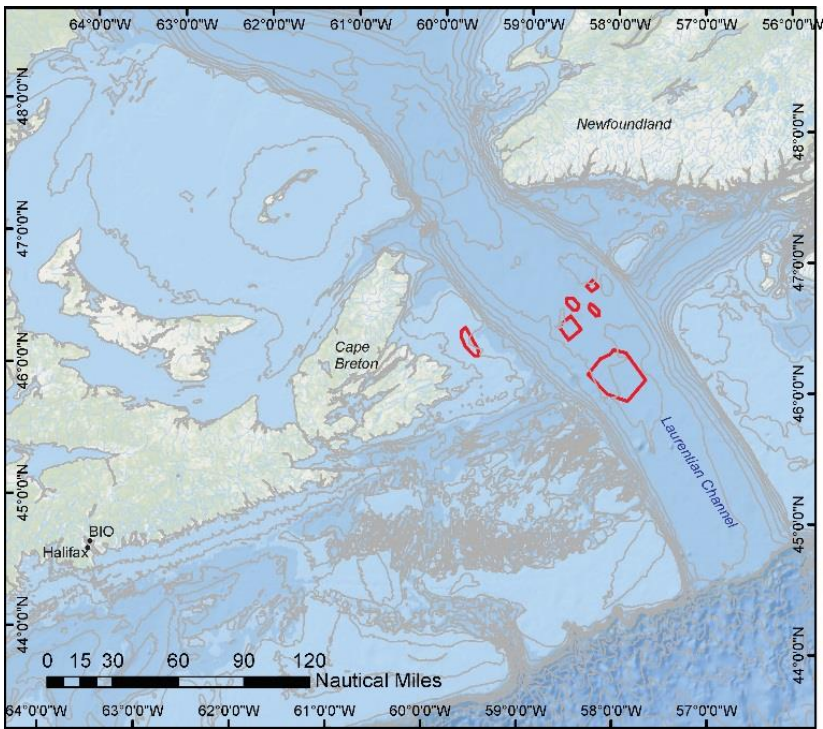 64°0'0"W 63°0'0"W 62°0'0"W 61°0'0"W 60°0'0"W 59°0'0"W 58°0'0"W 57°0'0"W 56°0'0"W
48°0'0"N
48°0'0"N
Newfoundland
47°0'0"N
47°0'0"N
Cape
Breton
46°0'0"N
46°0'0"N
Laurentian Channel
45°0'0"N
45°0'0"N
BIO
Halifax
44°0'0"N
44°0'0"N
0 15 30 60 90 120
Nautical Miles
64°0'0"W 63°0'0"W 62°0'0"W 61°0'0"W 60°0'0"W 59°0'0"W 58°0'0"W 57°0'0"W